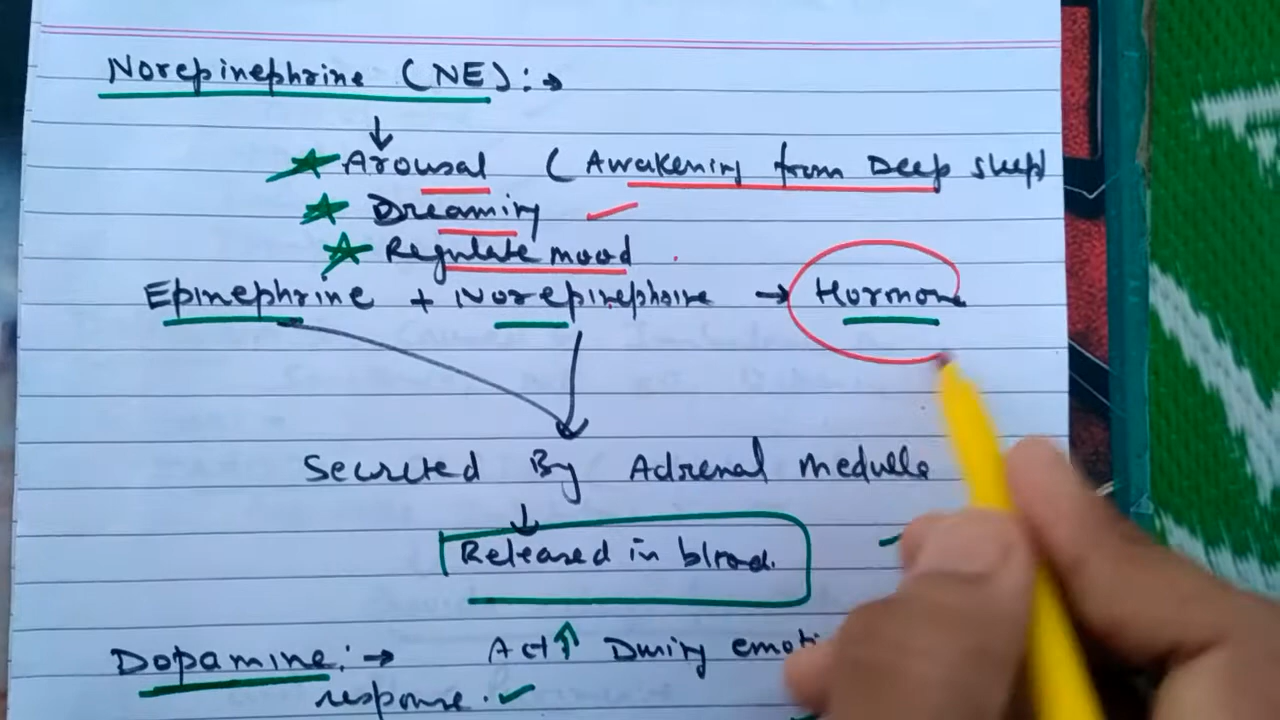 Norepinephrine (NE): →
Arousal (Awakening from Deep sleep)
Dreaming
Regulate mood
Epinephrine + Norepinephrine → Hormone
Secreted By Adrenal medulla
Released in blood.
Dopamine: → Act ↑ During
response.